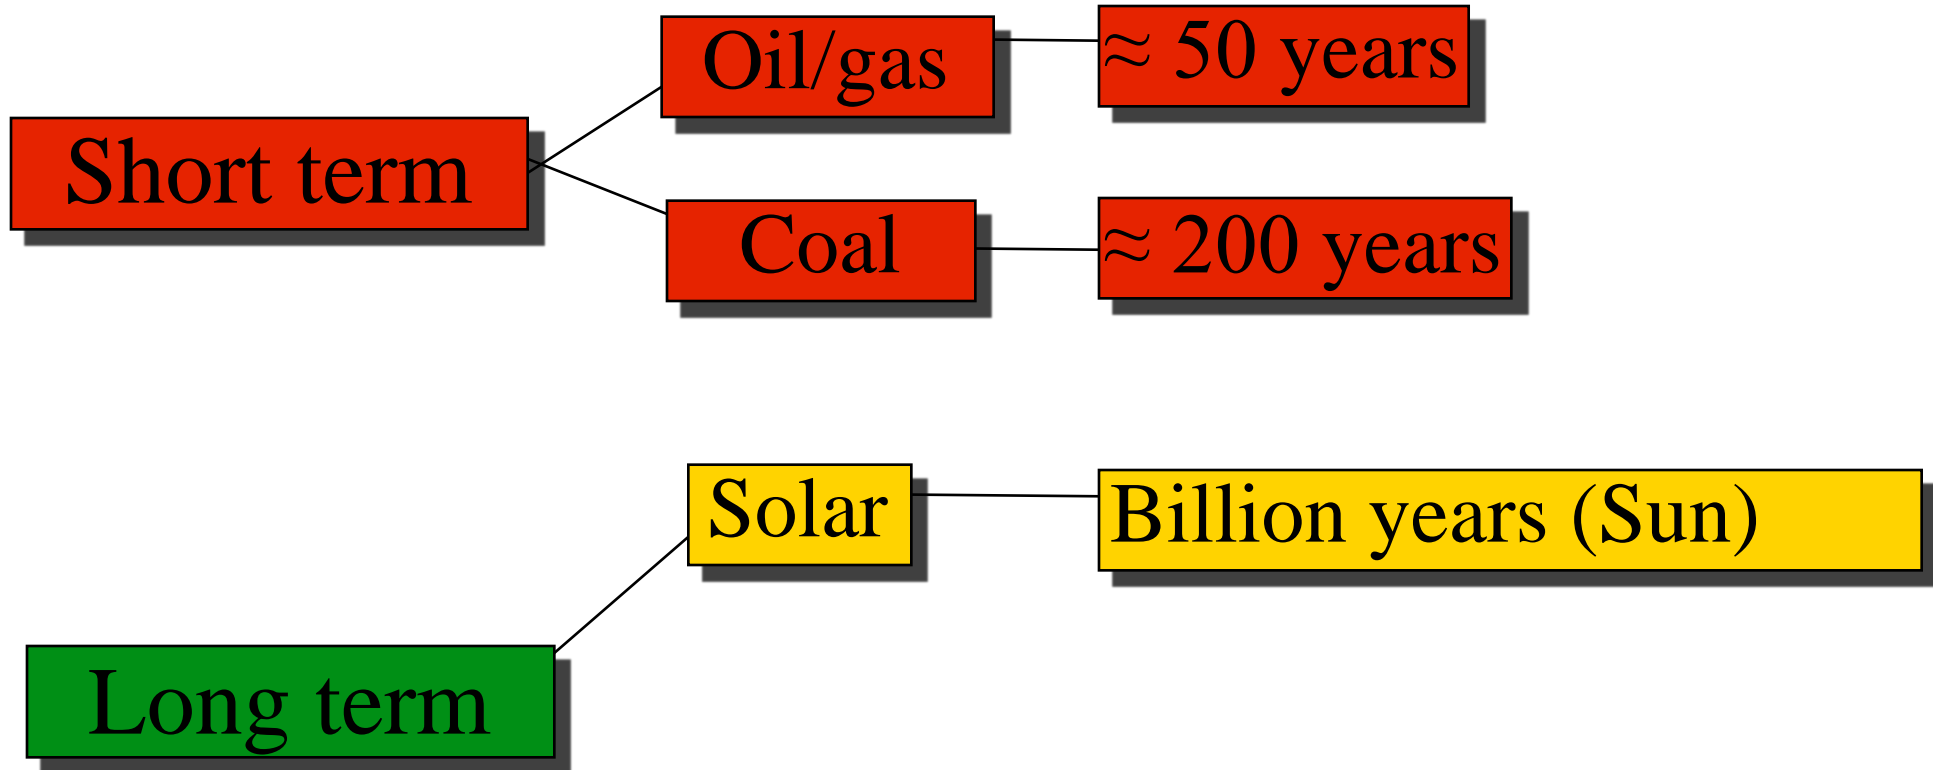 Oil/gas
≈ 50 years
Short term
Coal
≈ 200 years
Solar
Billion years (Sun)
Long term